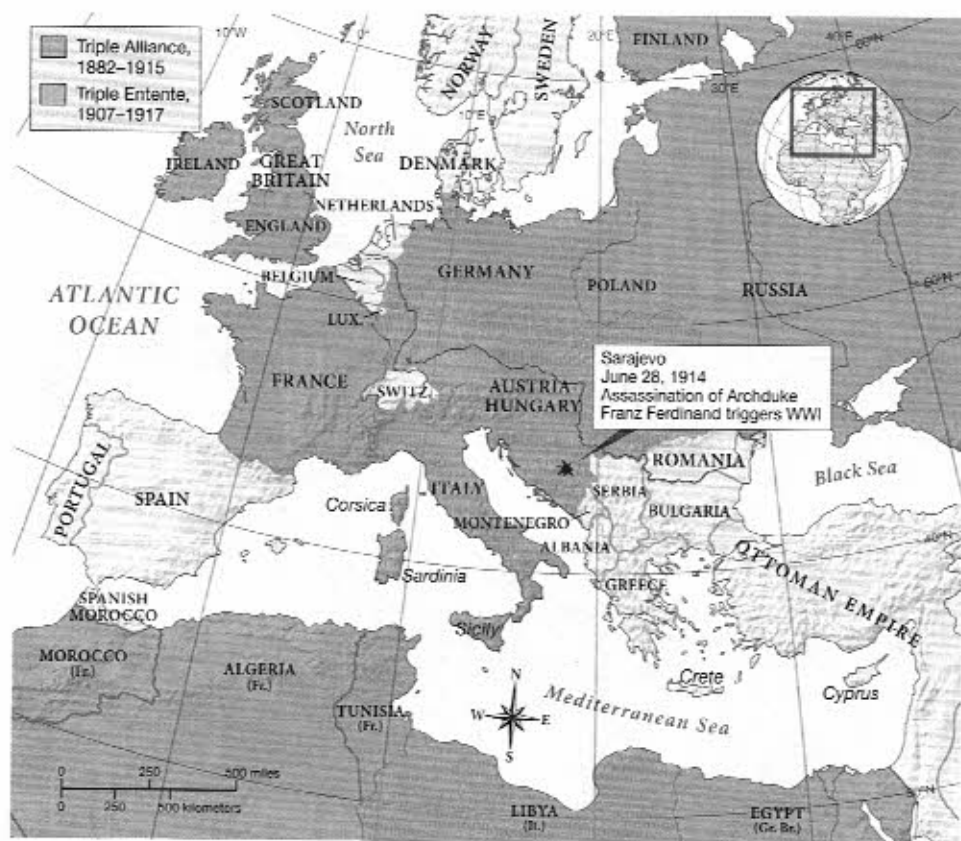 Triple Alliance,
1882–1915
Triple Entente,
1907–1917
10°W
0°
20°E
40°E
60°N
FINLAND
NORWAY
SWEDEN
30°E
10°E
SCOTLAND
North
Sea
IRELAND
GREAT
BRITAIN
DENMARK
NETHERLANDS
ENGLAND
BELGIUM
GERMANY
POLAND
RUSSIA
50°N
ATLANTIC
OCEAN
LUX.
Sarajevo
June 28, 1914
Assassination of Archduke
Franz Ferdinand triggers WWI
FRANCE
SWITZ.
AUSTRIA-
HUNGARY
ROMANIA
Black Sea
PORTUGAL
SPAIN
Corsica
ITALY
SERBIA
BULGARIA
MONTENEGRO
ALBANIA
40°N
OTTOMAN EMPIRE
Sardinia
GREECE
SPANISH
MOROCCO
Sicily
Crete
Cyprus
MOROCCO
(Fr.)
ALGERIA
(Fr.)
TUNISIA
(Fr.)
N
W
E
S
Mediterranean Sea
0 250 500 miles
0 250 500 kilometers
30°N
LIBYA
(It.)
EGYPT
(Gr. Br.)